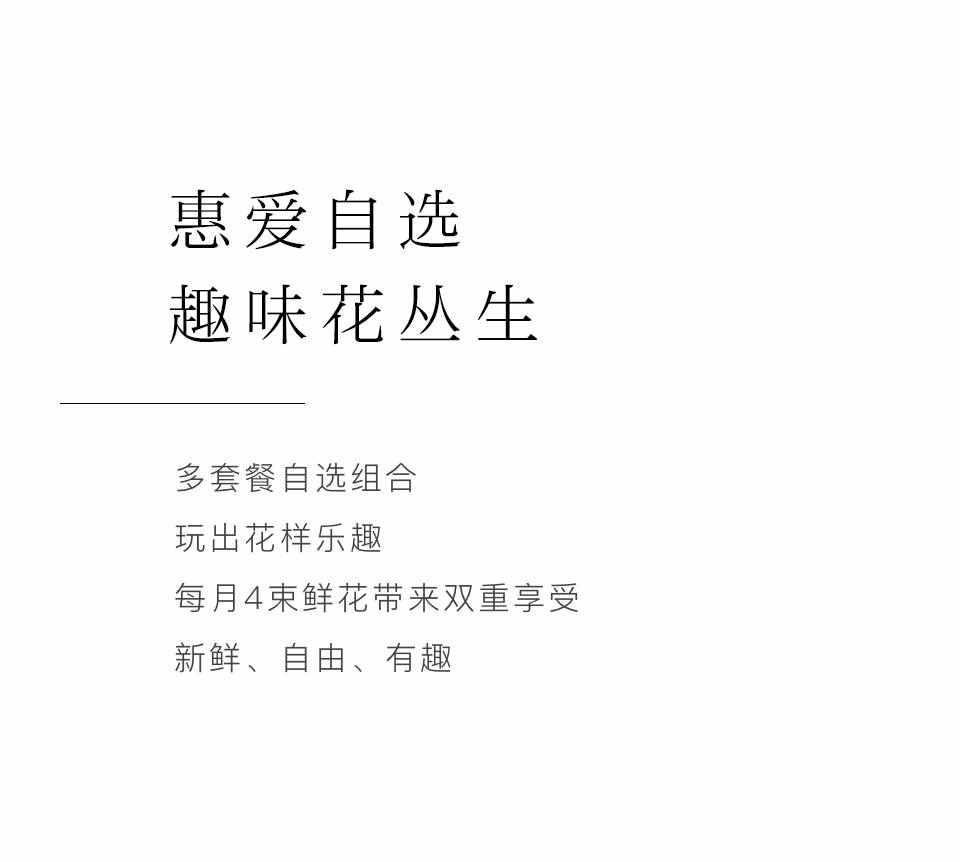 惠爱自选
趣味花丛生
多套餐自选组合
玩出花样乐趣
每月4束鲜花带来双重享受
新鲜、自由、有趣